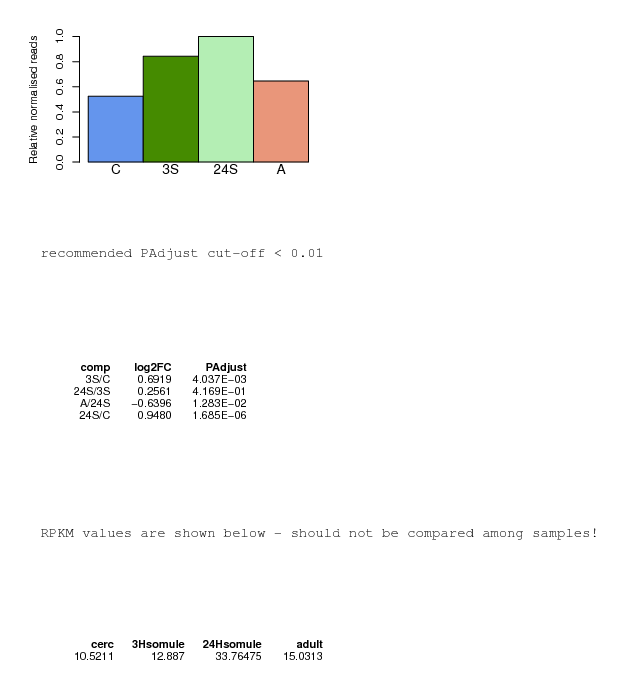 Relative normalised reads
1.0
0.8
0.6
0.4
0.2
0.0
C 3S 24S A
recommended PAdjust cut-off < 0.01
comp log2FC PAdjust
3S/C 0.6919 4.037E−03
24S/3S 0.2561 4.169E−01
A/24S −0.6396 1.283E−02
24S/C 0.9480 1.685E−06
RPKM values are shown below - should not be compared among samples!
cerc 3Hsomule 24Hsomule adult
10.5211 12.887 33.76475 15.0313